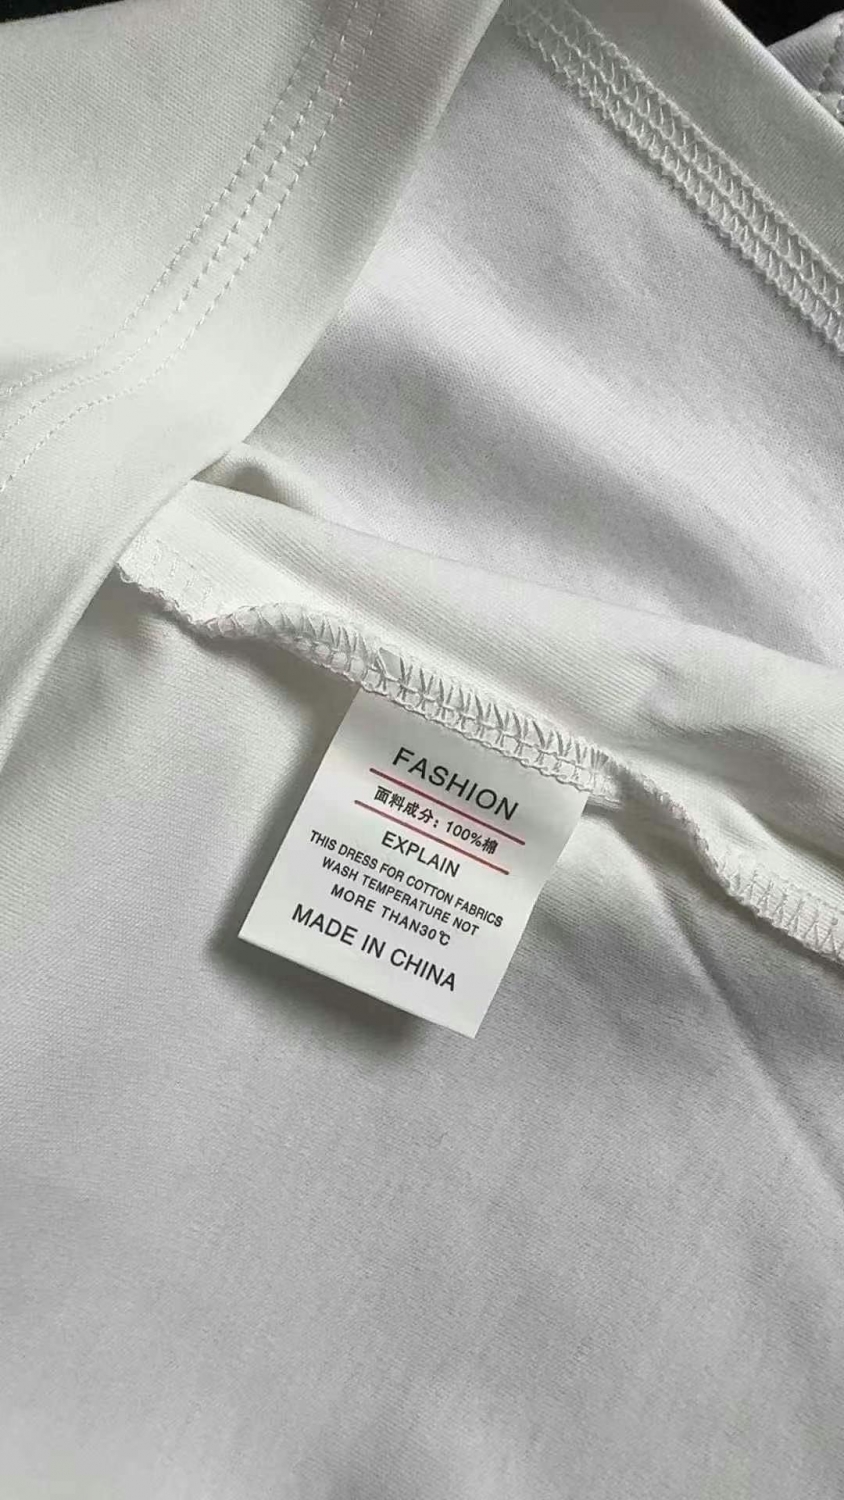 FASHION
面料成分：100%棉
EXPLAIN
THIS DRESS FOR COTTON FABRICS
WASH TEMPERATURE NOT
MORE THAN30℃
MADE IN CHINA